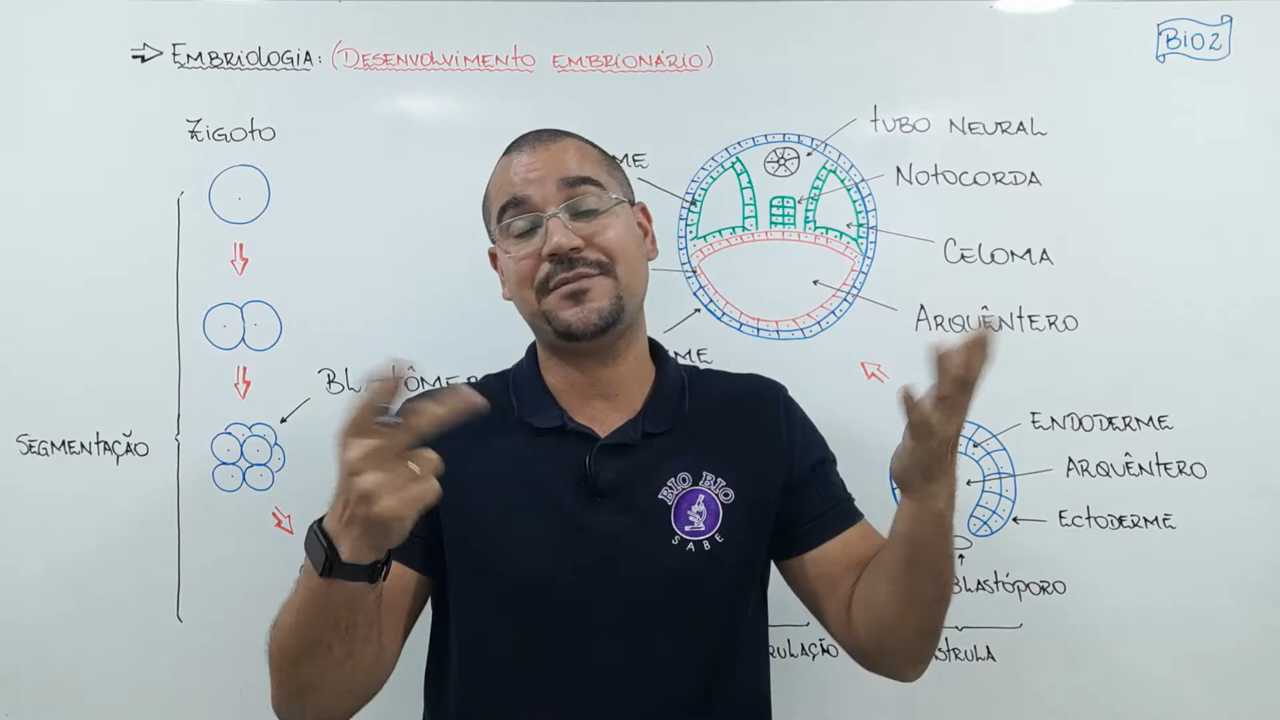 ⇒ EMBRIOLOGIA: (DESENVOLVIMENTO EMBRIONÁRIO)
BIO2
ZIGOTO
SEGMENTAÇÃO
TUBO NEURAL
NOTOCORDA
CELOMA
ARQUÊNTERO
ENDODERME
ARQUÊNTERO
ECTODERME
BLASTÓPORO
BIO BIO
SABE